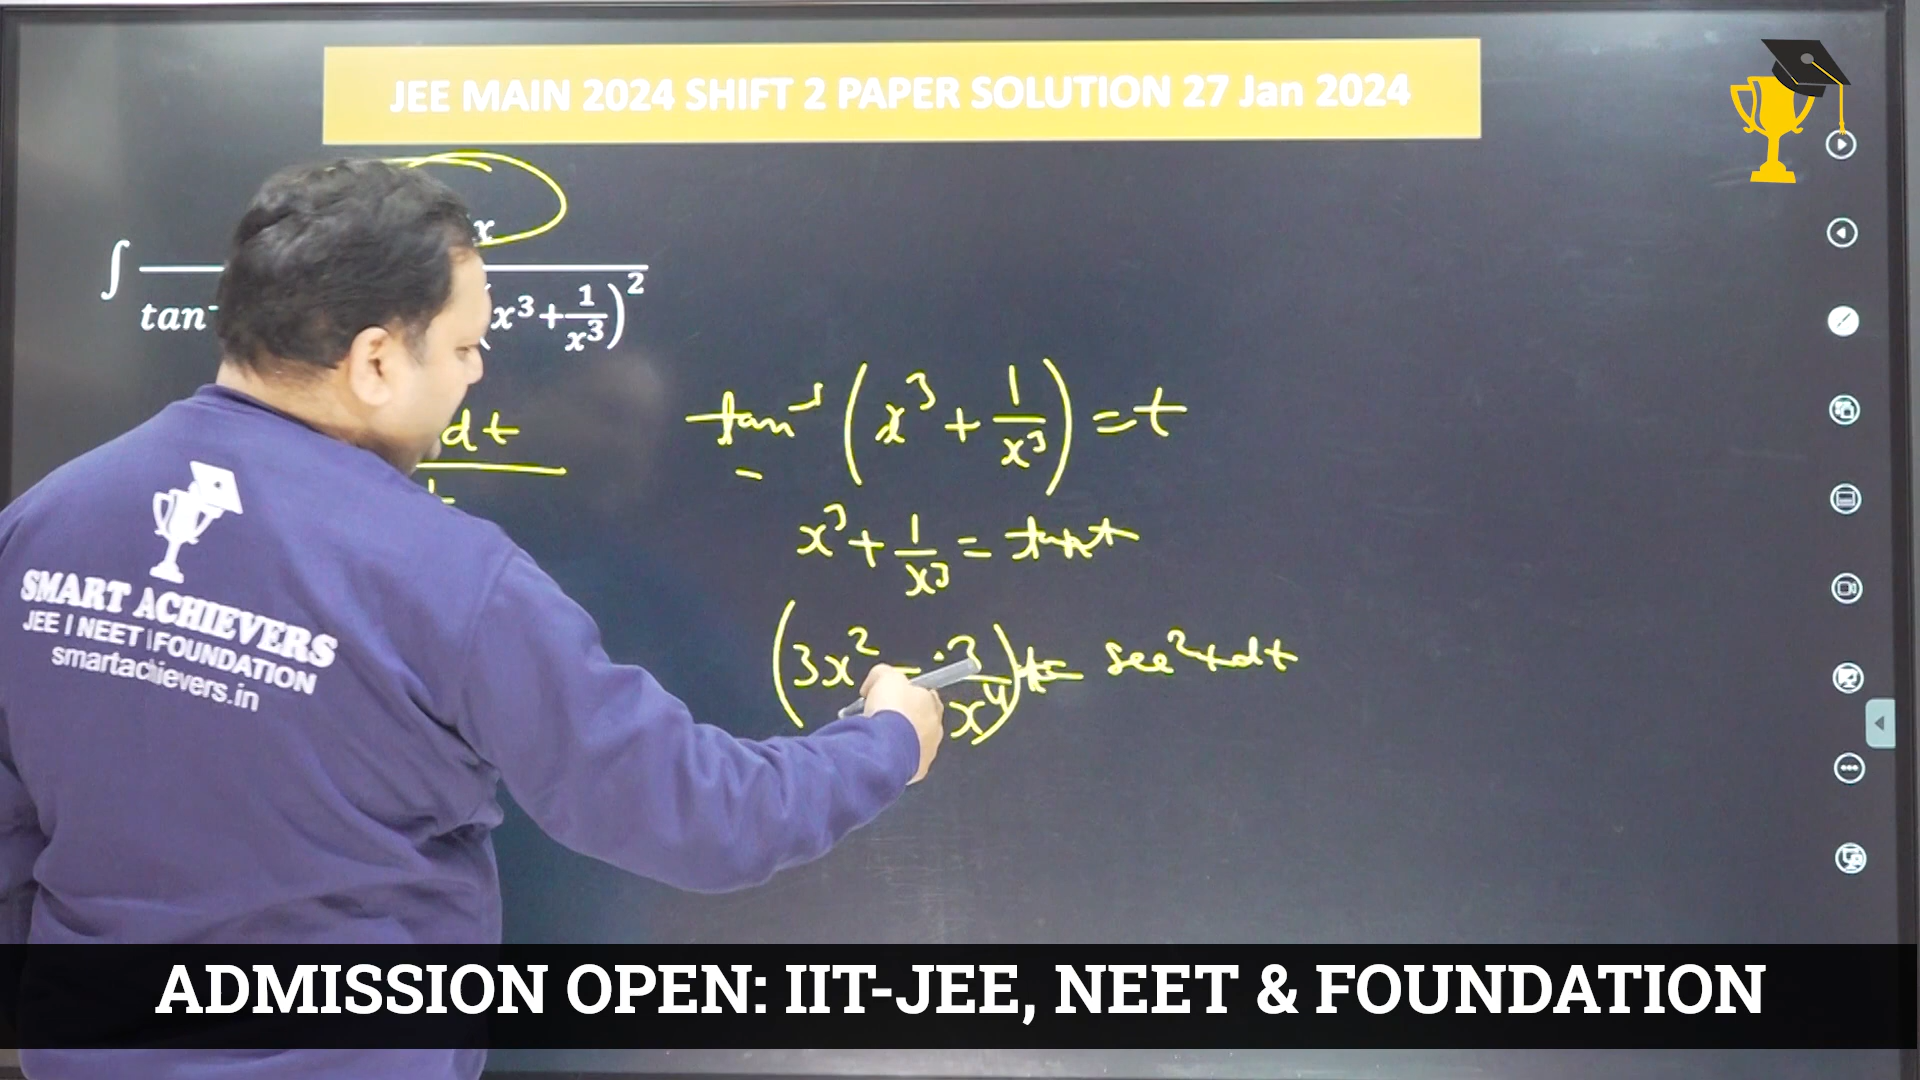 JEE MAIN 2024 SHIFT 2 PAPER SOLUTION 27 Jan 2024
x
∫
tan⁻ (x³+1/x³)²
dt
tan⁻¹ (x³ + 1/x³) = t
x³ + 1/x³ = tan t
(3x² - 3/x⁴) = sec²t dt
SMART ACHIEVERS
JEE | NEET | FOUNDATION
smartachievers.in
ADMISSION OPEN: IIT-JEE, NEET & FOUNDATION